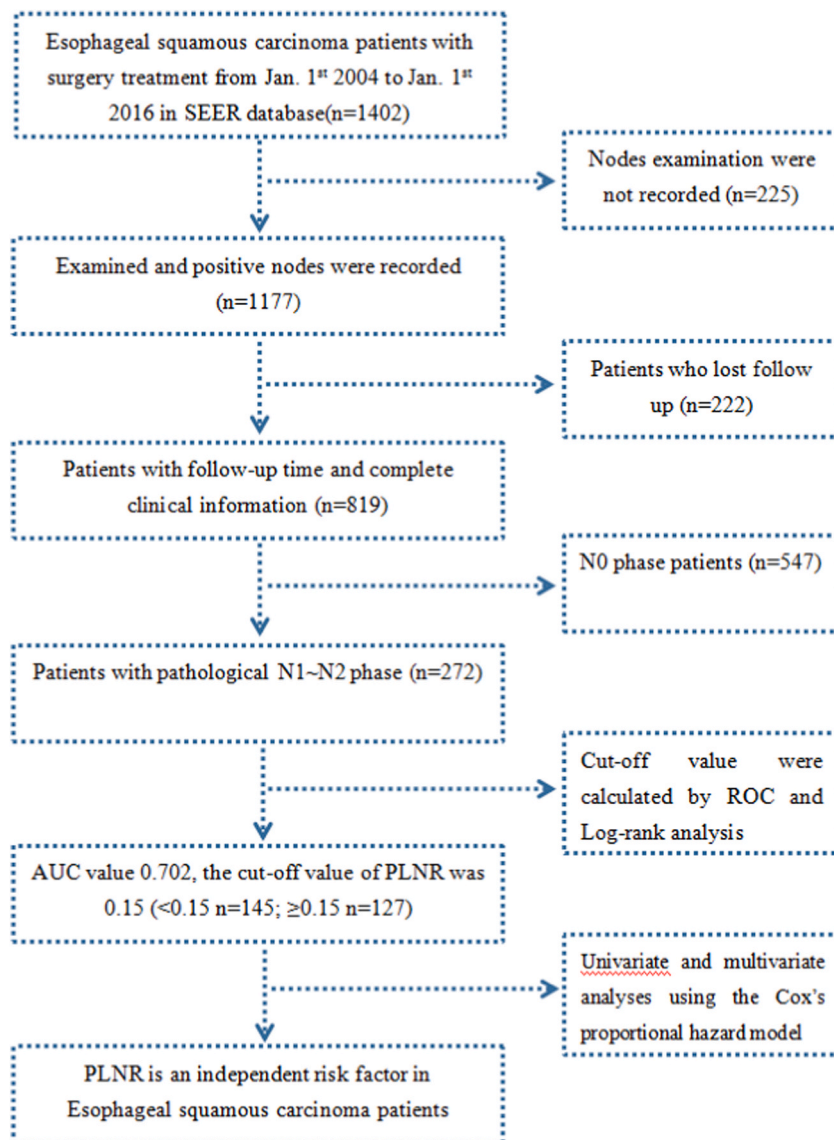 Esophageal squamous carcinoma patients with
surgery treatment from Jan. 1st 2004 to Jan. 1st
2016 in SEER database(n=1402)
Nodes examination were
not recorded (n=225)
Examined and positive nodes were recorded
(n=1177)
Patients who lost follow
up (n=222)
Patients with follow-up time and complete
clinical information (n=819)
N0 phase patients (n=547)
Patients with pathological N1~N2 phase (n=272)
Cut-off value were
calculated by ROC and
Log-rank analysis
AUC value 0.702, the cut-off value of PLNR was
0.15 (<0.15 n=145; ≥0.15 n=127)
Univariate and multivariate
analyses using the Cox's
proportional hazard model
PLNR is an independent risk factor in
Esophageal squamous carcinoma patients